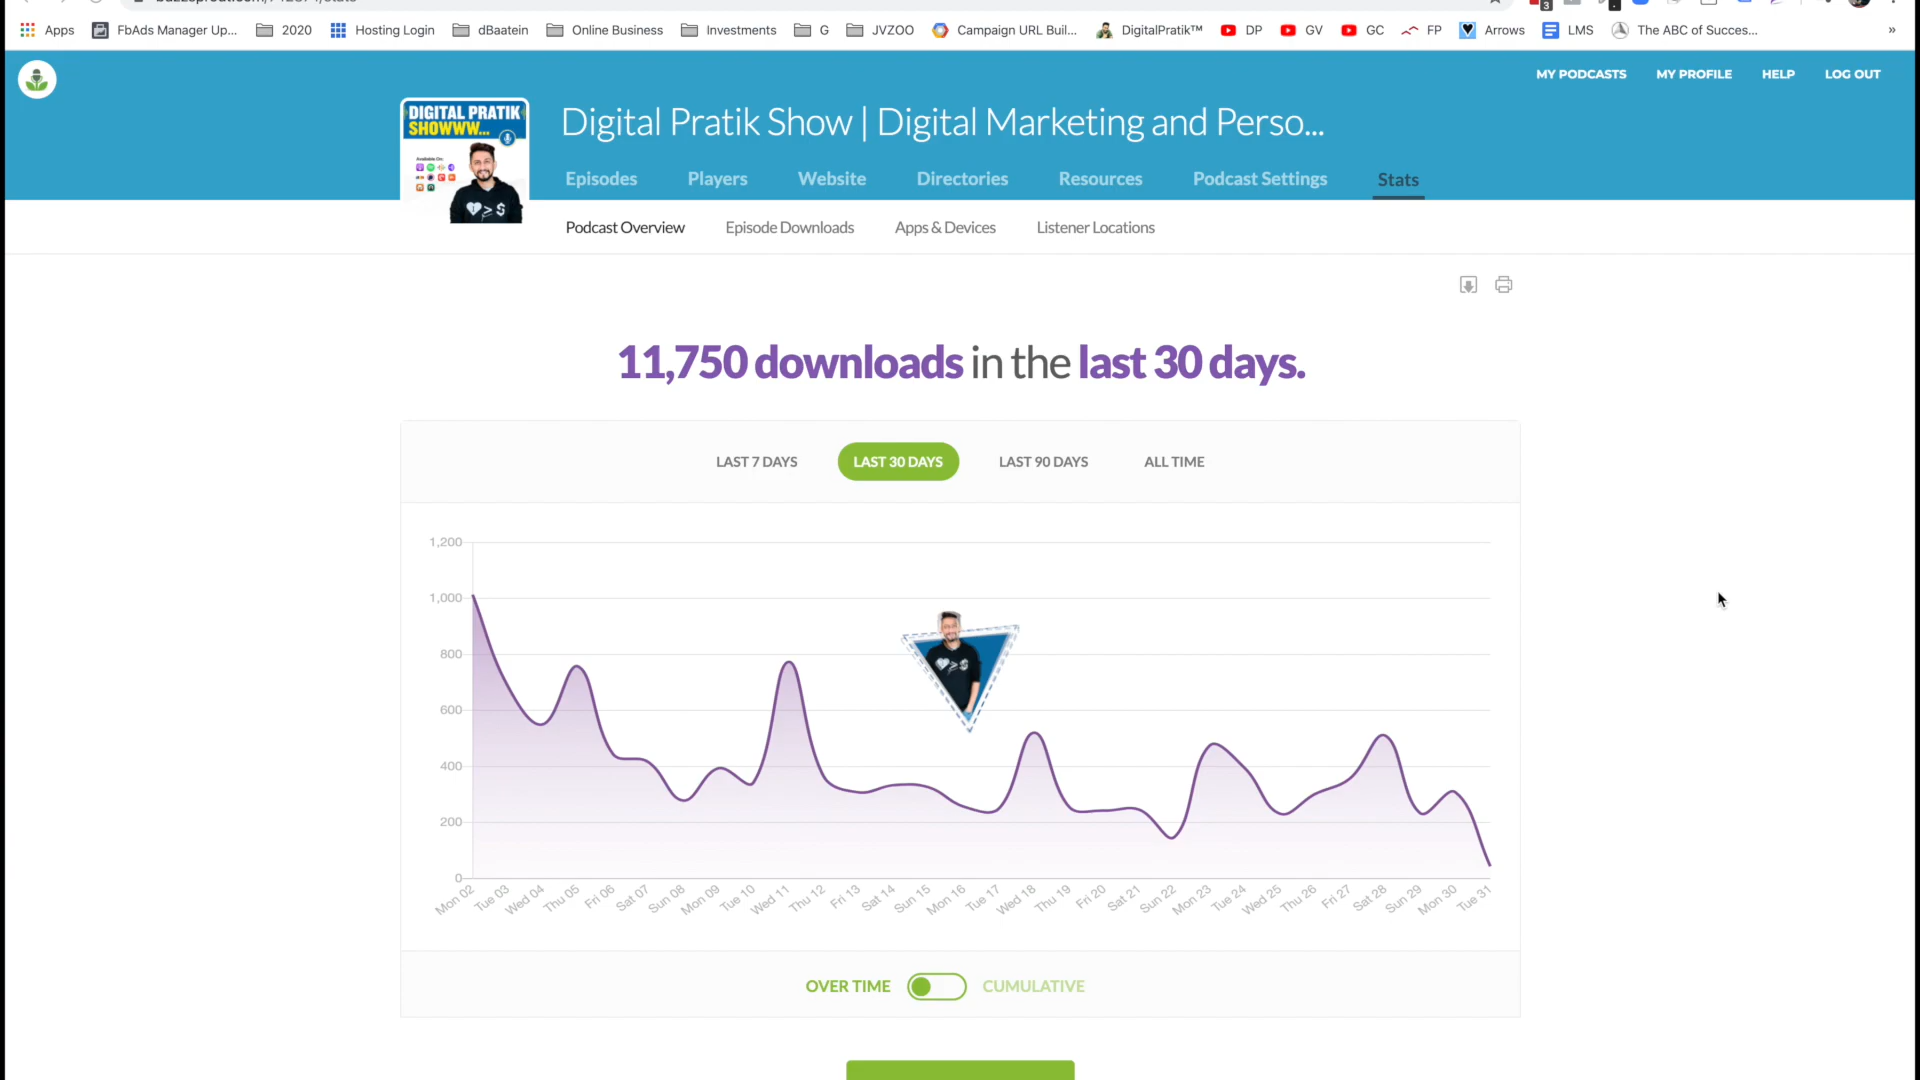 3
Apps
FbAds Manager Up...
2020
Hosting Login
dBaatein
Online Business
Investments
G
JVZOO
Campaign URL Buil...
DigitalPratik™
DP
GV
GC
FP
Arrows
LMS
The ABC of Succes...
»
MY PODCASTS
MY PROFILE
HELP
LOG OUT
DIGITAL PRATIK
SHOWWW...
Available On:
Digital Pratik Show | Digital Marketing and Perso...
Episodes
Players
Website
Directories
Resources
Podcast Settings
Stats
Podcast Overview
Episode Downloads
Apps & Devices
Listener Locations
11,750 downloads in the last 30 days.
LAST 7 DAYS
LAST 30 DAYS
LAST 90 DAYS
ALL TIME
1,200
1,000
800
600
400
200
0
Mon 02
Tue 03
Wed 04
Thu 05
Fri 06
Sat 07
Sun 08
Mon 09
Tue 10
Wed 11
Thu 12
Fri 13
Sat 14
Sun 15
Mon 16
Tue 17
Wed 18
Thu 19
Fri 20
Sat 21
Sun 22
Mon 23
Tue 24
Wed 25
Thu 26
Fri 27
Sat 28
Sun 29
Mon 30
Tue 31
OVER TIME
CUMULATIVE